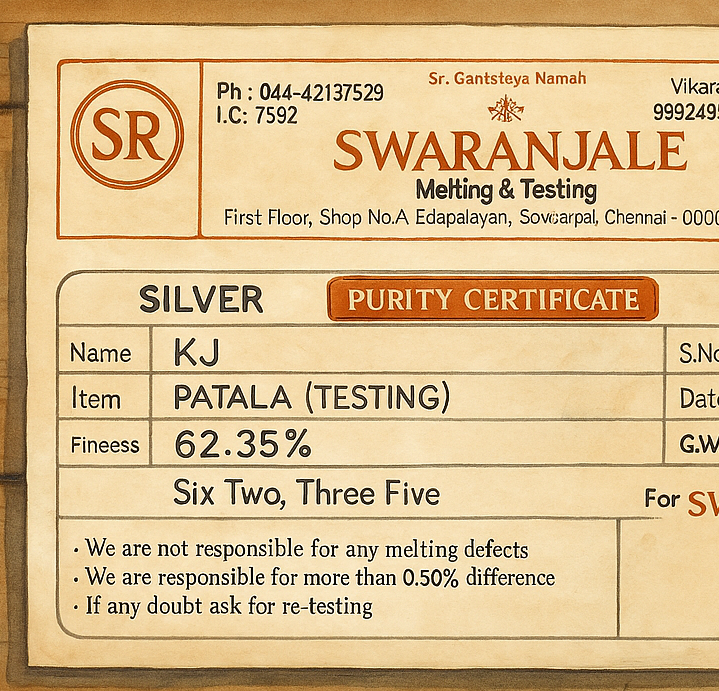 SR
Ph : 044-42137529
I.C: 7592
Sr. Gantsteya Namah
Vikara
9992495
SWARANJALE
Melting & Testing
First Floor, Shop No.A Edapalayan, Chennai - 0000
SILVER
PURITY CERTIFICATE
Name KJ S.No
Item PATALA (TESTING) Date
Fineess 62.35% G.W
Six Two, Three Five
For SW
· We are not responsible for any melting defects
· We are responsible for more than 0.50% difference
· If any doubt ask for re-testing